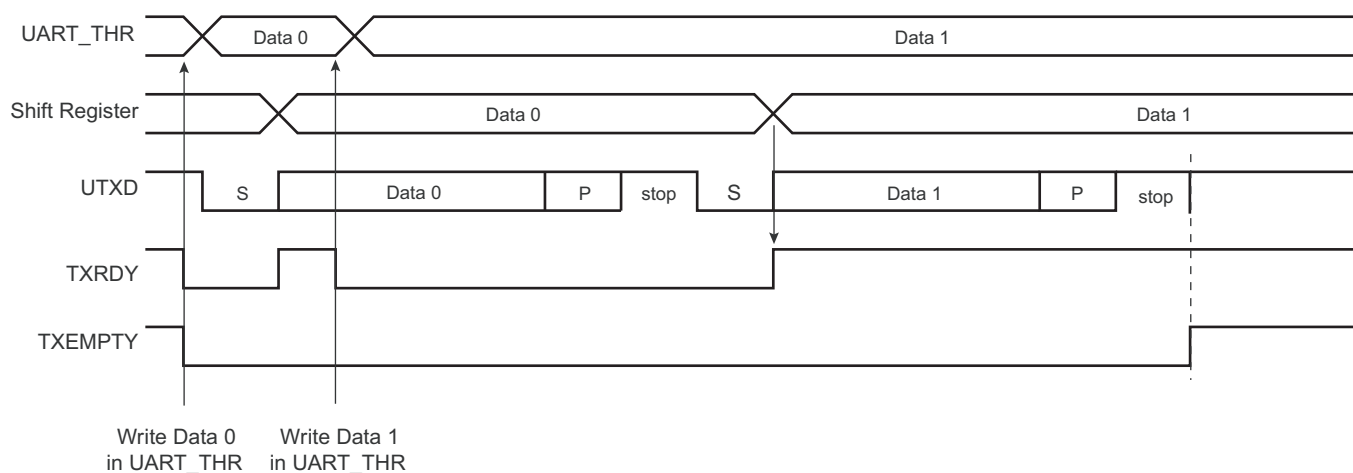 UART_THR
Data 0
Data 1
Shift Register
Data 0
Data 1
UTXD
S
Data 0
P
stop
S
Data 1
P
stop
TXRDY
TXEMPTY
Write Data 0
in UART_THR
Write Data 1
in UART_THR